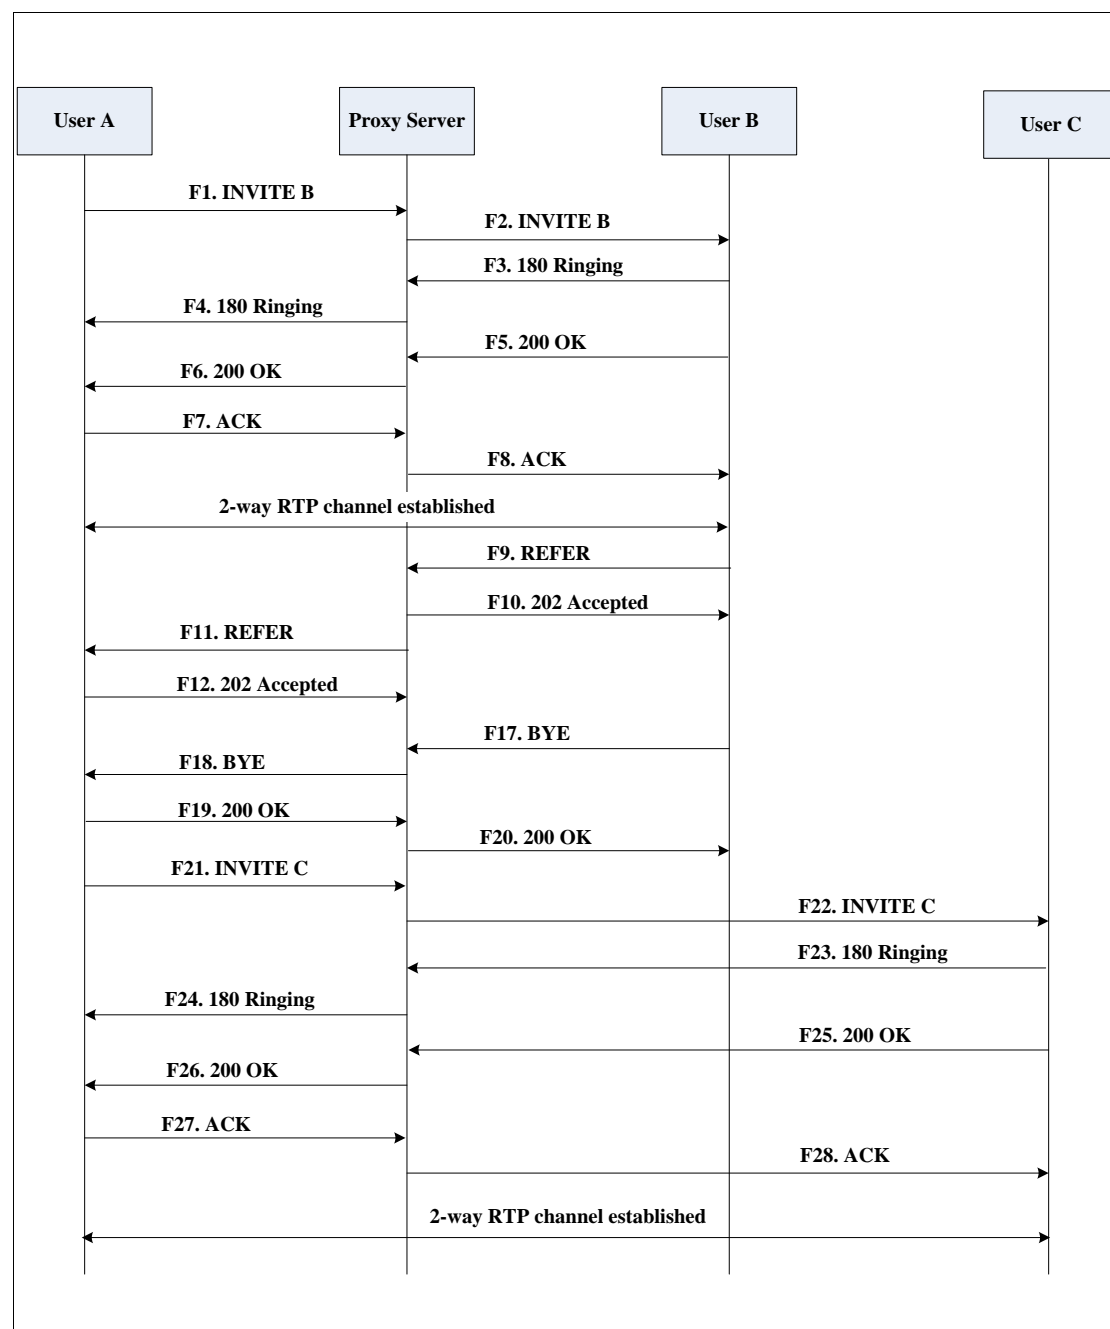 User A
Proxy Server
User B
User C
F1. INVITE B
F2. INVITE B
F3. 180 Ringing
F4. 180 Ringing
F5. 200 OK
F6. 200 OK
F7. ACK
F8. ACK
2-way RTP channel established
F9. REFER
F10. 202 Accepted
F11. REFER
F12. 202 Accepted
F17. BYE
F18. BYE
F19. 200 OK
F20. 200 OK
F21. INVITE C
F22. INVITE C
F23. 180 Ringing
F24. 180 Ringing
F25. 200 OK
F26. 200 OK
F27. ACK
F28. ACK
2-way RTP channel established